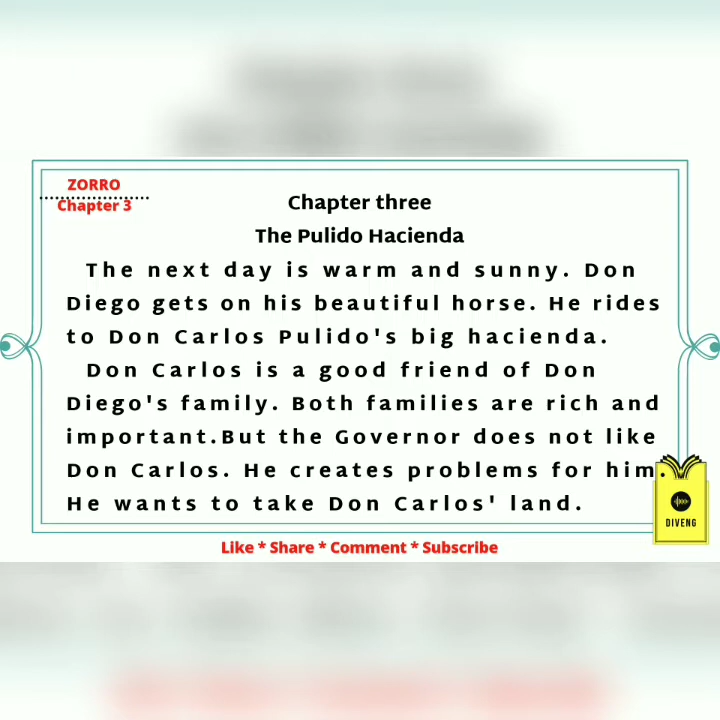 ZORRO
Chapter 3
Chapter three
The Pulido Hacienda
The next day is warm and sunny. Don
Diego gets on his beautiful horse. He rides
to Don Carlos Pulido's big hacienda.
Don Carlos is a good friend of Don
Diego's family. Both families are rich and
important.But the Governor does not like
Don Carlos. He creates problems for him.
He wants to take Don Carlos' land.
DIVENG
Like * Share * Comment * Subscribe